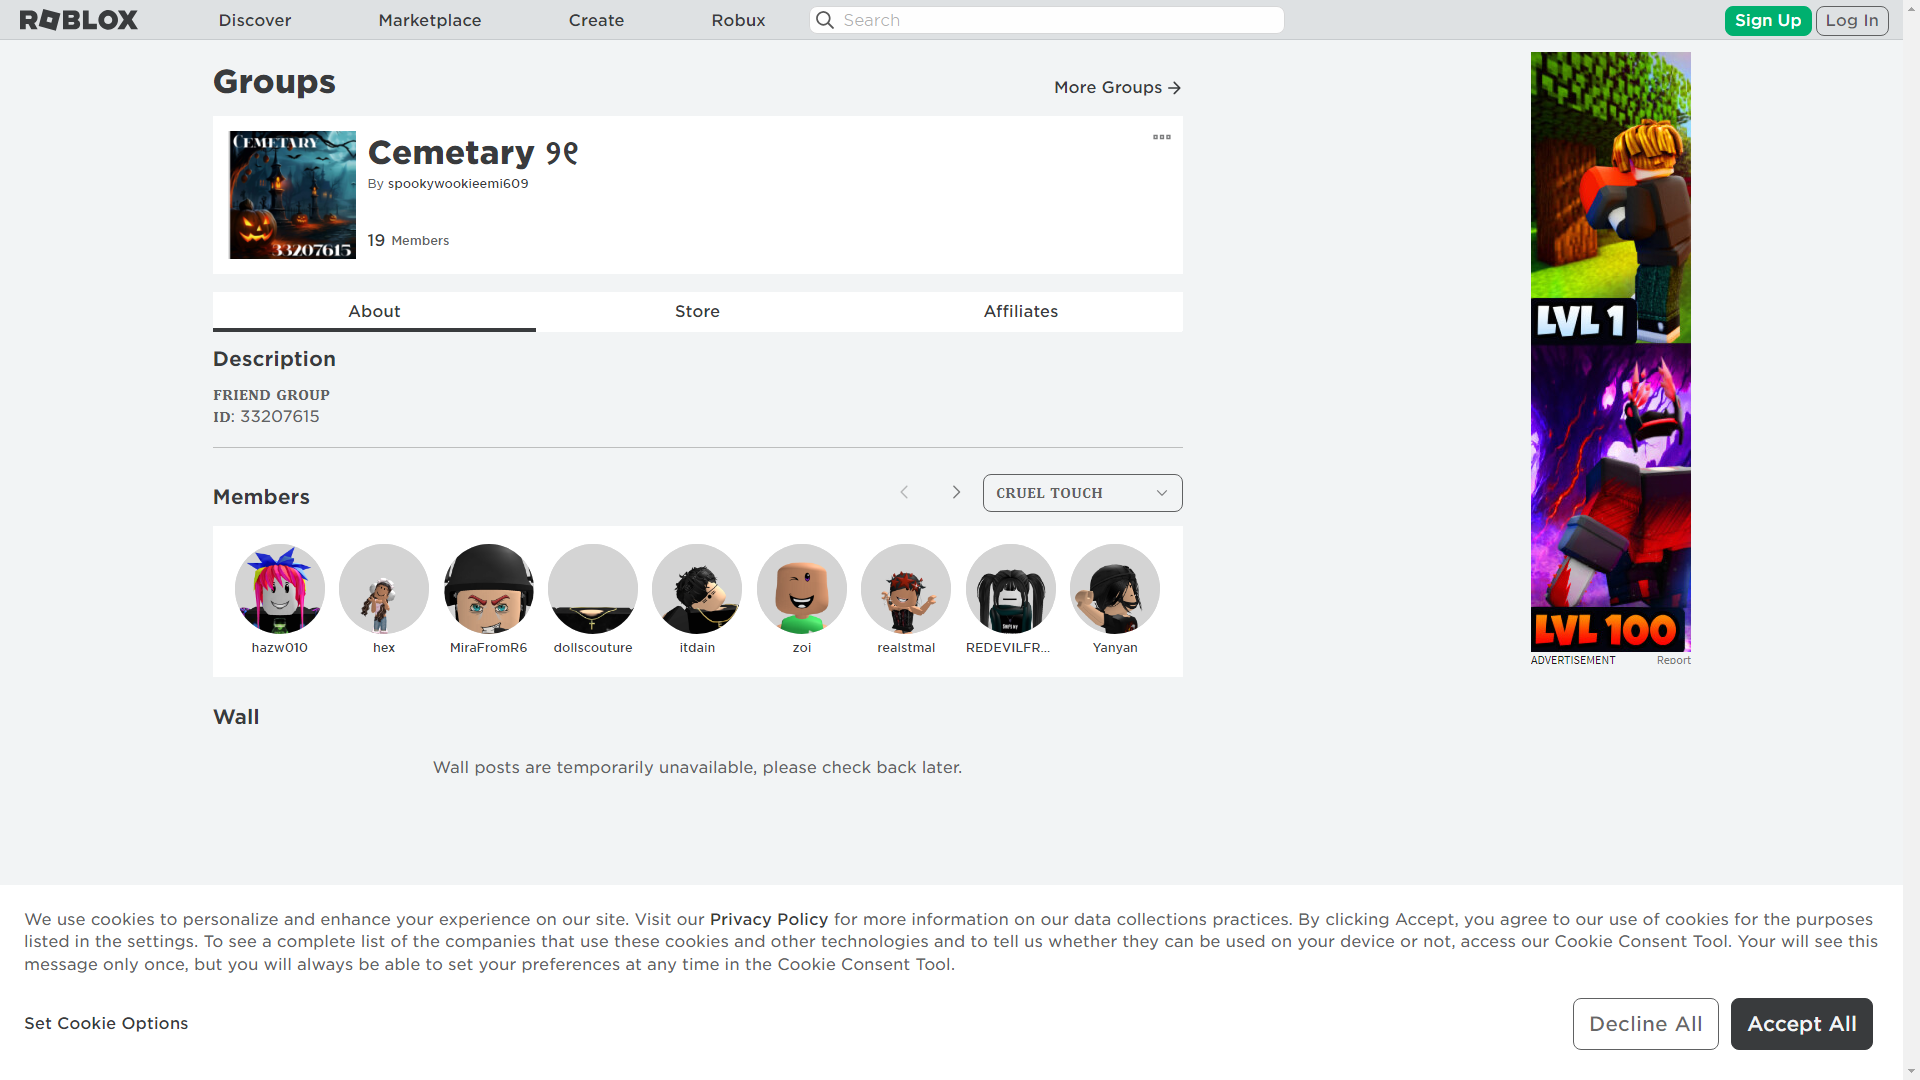 ROBLOX
Discover
Marketplace
Create
Robux
Search
Sign Up
Log In
Groups
More Groups
CEMETARY
33207615
Cemetary ୨୧
By spookywookieemi609
19 Members
About
Store
Affiliates
Description
FRIEND GROUP
ID: 33207615
Members
CRUEL TOUCH
hazw010
hex
MiraFromR6
dollscouture
itdain
zoi
realstmal
REDEVILFR...
Yanyan
Wall
Wall posts are temporarily unavailable, please check back later.
LVL 1
LVL 100
ADVERTISEMENT
Report
We use cookies to personalize and enhance your experience on our site. Visit our Privacy Policy for more information on our data collections practices. By clicking Accept, you agree to our use of cookies for the purposes
listed in the settings. To see a complete list of the companies that use these cookies and other technologies and to tell us whether they can be used on your device or not, access our Cookie Consent Tool. Your will see this
message only once, but you will always be able to set your preferences at any time in the Cookie Consent Tool.
Set Cookie Options
Decline All
Accept All